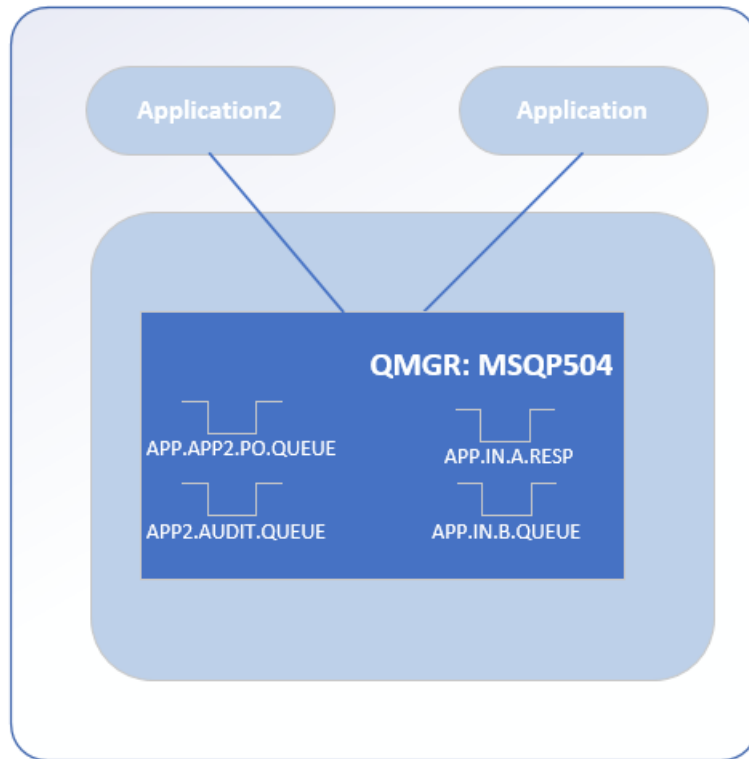 Application2
Application
QMGR: MSQP504
APP.APP2.PO.QUEUE
APP.IN.A.RESP
APP2.AUDIT.QUEUE
APP.IN.B.QUEUE